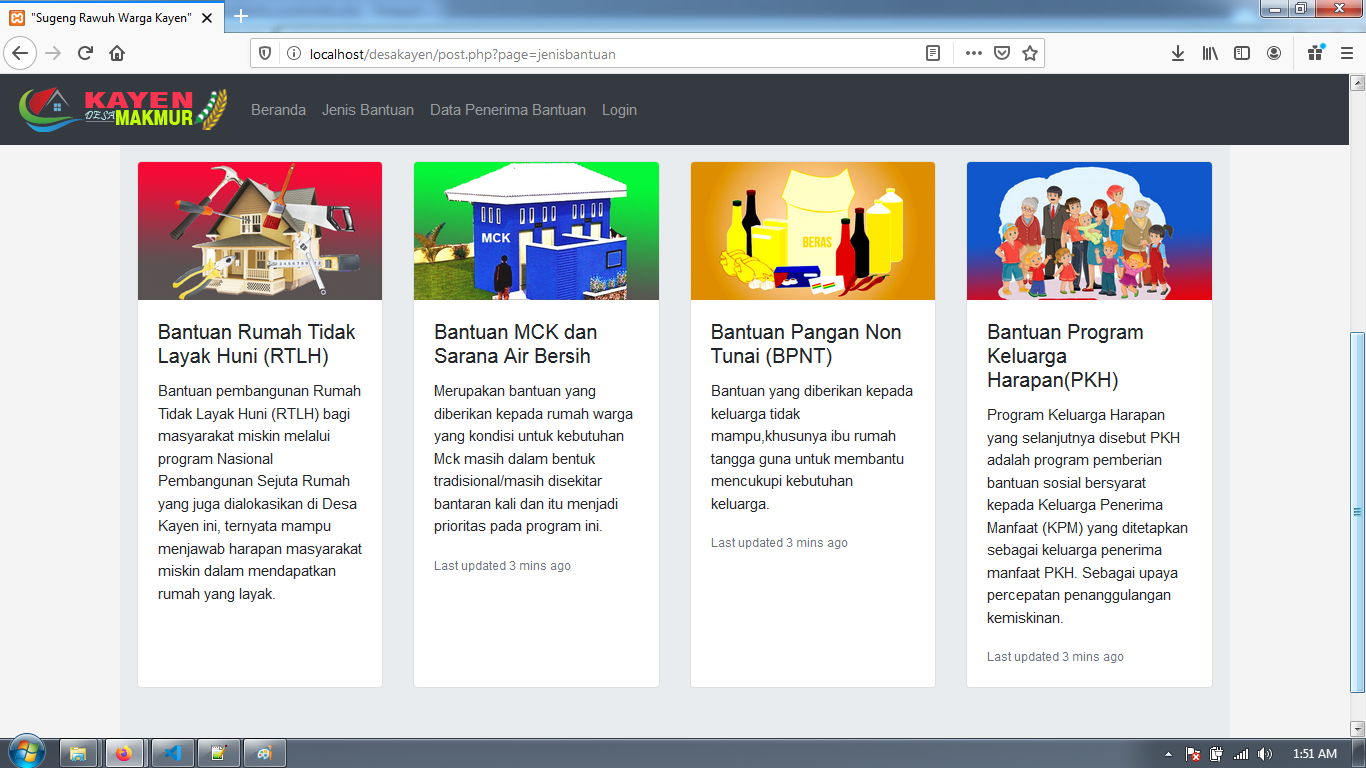 "Sugeng Rawuh Warga Kayen"
localhost/desakayen/post.php?page=jenisbantuan
KAYEN
DESA MAKMUR
Beranda Jenis Bantuan Data Penerima Bantuan Login
MCK
BERAS
Bantuan Rumah Tidak
Layak Huni (RTLH)
Bantuan pembangunan Rumah
Tidak Layak Huni (RTLH) bagi
masyarakat miskin melalui
program Nasional
Pembangunan Sejuta Rumah
yang juga dialokasikan di Desa
Kayen ini, ternyata mampu
menjawab harapan masyarakat
miskin dalam mendapatkan
rumah yang layak.
Bantuan MCK dan
Sarana Air Bersih
Merupakan bantuan yang
diberikan kepada rumah warga
yang kondisi untuk kebutuhan
Mck masih dalam bentuk
tradisional/masih disekitar
bantaran kali dan itu menjadi
prioritas pada program ini.
Last updated 3 mins ago
Bantuan Pangan Non
Tunai (BPNT)
Bantuan yang diberikan kepada
keluarga tidak
mampu,khusunya ibu rumah
tangga guna untuk membantu
mencukupi kebutuhan
keluarga.
Last updated 3 mins ago
Bantuan Program
Keluarga
Harapan(PKH)
Program Keluarga Harapan
yang selanjutnya disebut PKH
adalah program pemberian
bantuan sosial bersyarat
kepada Keluarga Penerima
Manfaat (KPM) yang ditetapkan
sebagai keluarga penerima
manfaat PKH. Sebagai upaya
percepatan penanggulangan
kemiskinan.
Last updated 3 mins ago
1:51 AM